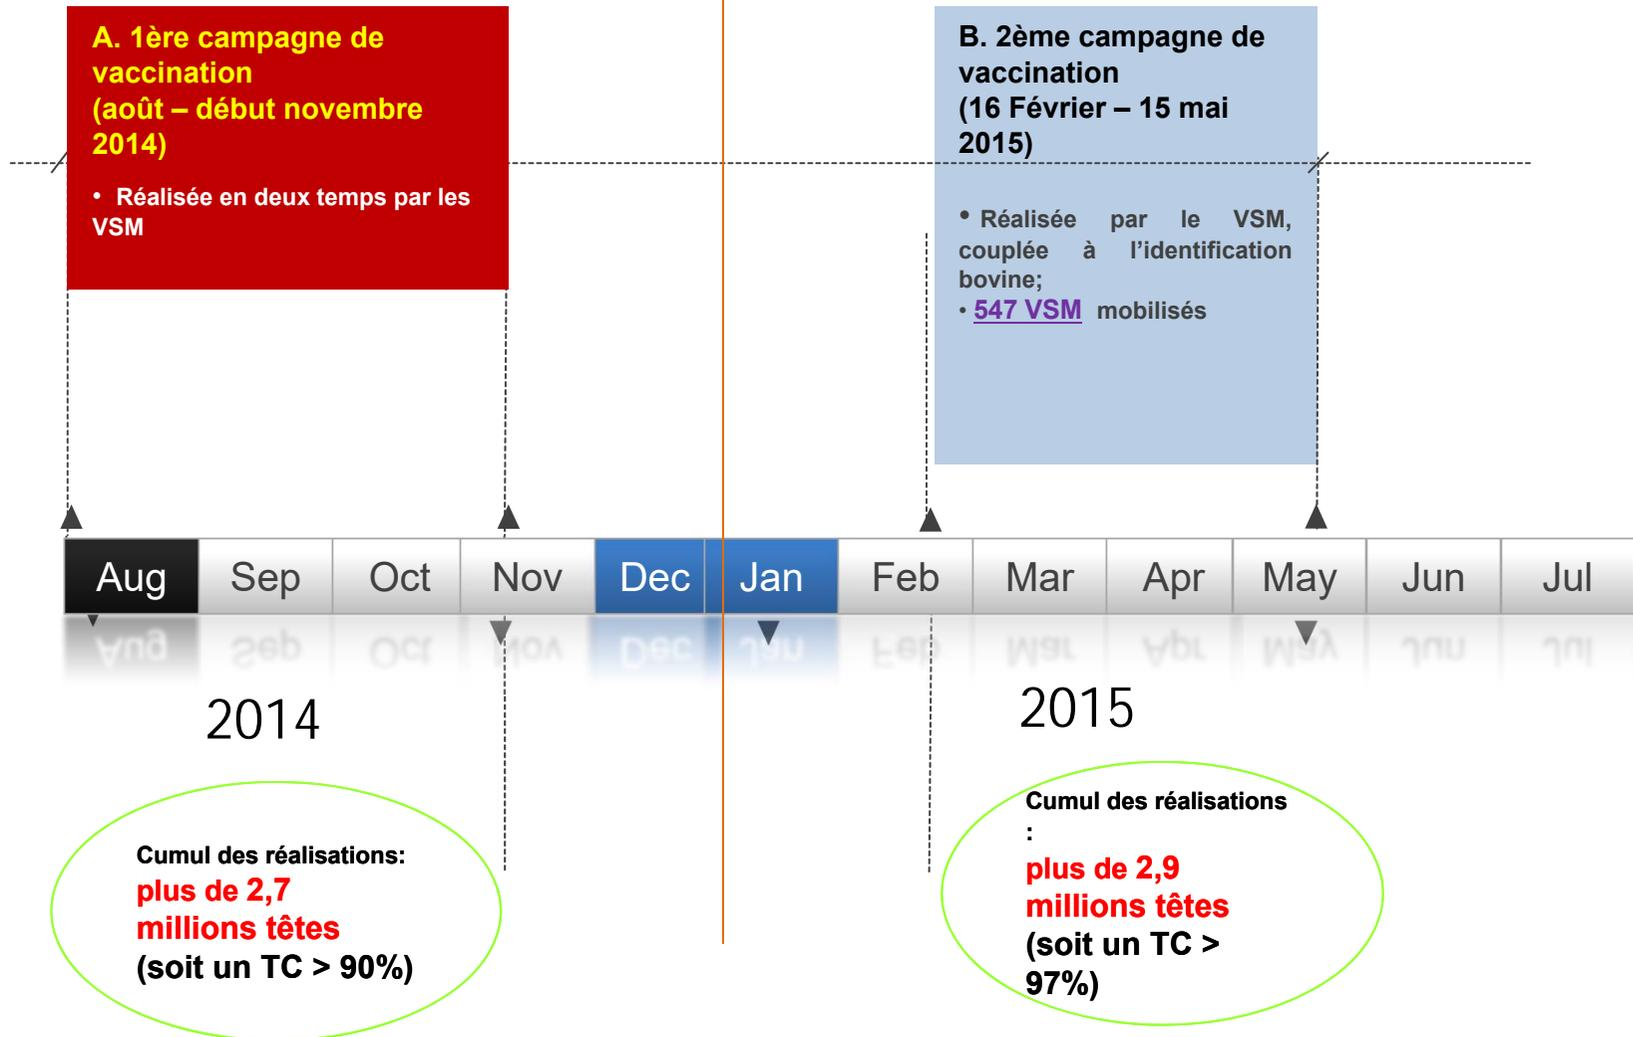 A. 1ère campagne de
vaccination
(août – début novembre
2014)
• Réalisée en deux temps par les
VSM
B. 2ème campagne de
vaccination
(16 Février – 15 mai
2015)
• Réalisée par le VSM,
couplée à l’identification
bovine;
• 547 VSM mobilisés
Aug Sep Oct Nov Dec Jan Feb Mar Apr May Jun Jul
2014
2015
Cumul des réalisations:
plus de 2,7
millions têtes
(soit un TC > 90%)
Cumul des réalisations
:
plus de 2,9
millions têtes
(soit un TC >
97%)